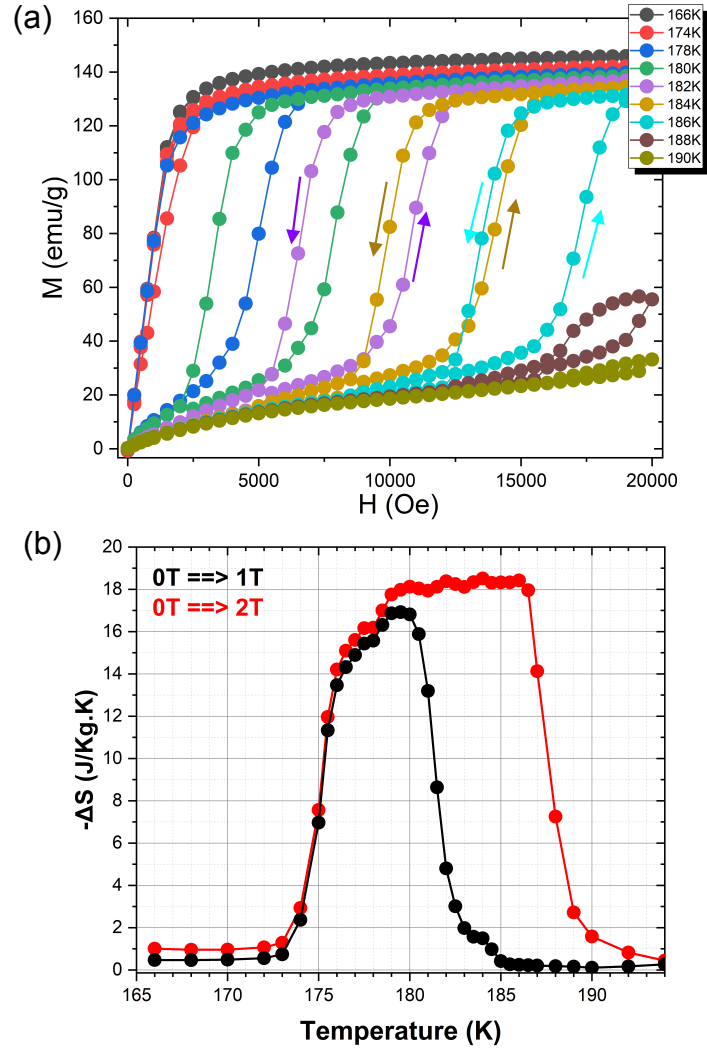 (a)
160
140
120
100
80
60
40
20
0
M (emu/g)
166K
174K
178K
180K
182K
184K
186K
188K
190K
0 5000 10000 15000 20000
H (Oe)
(b)
20
18
16
14
12
10
8
6
4
2
0
-ΔS (J/Kg.K)
0T ==> 1T
0T ==> 2T
165 170 175 180 185 190
Temperature (K)